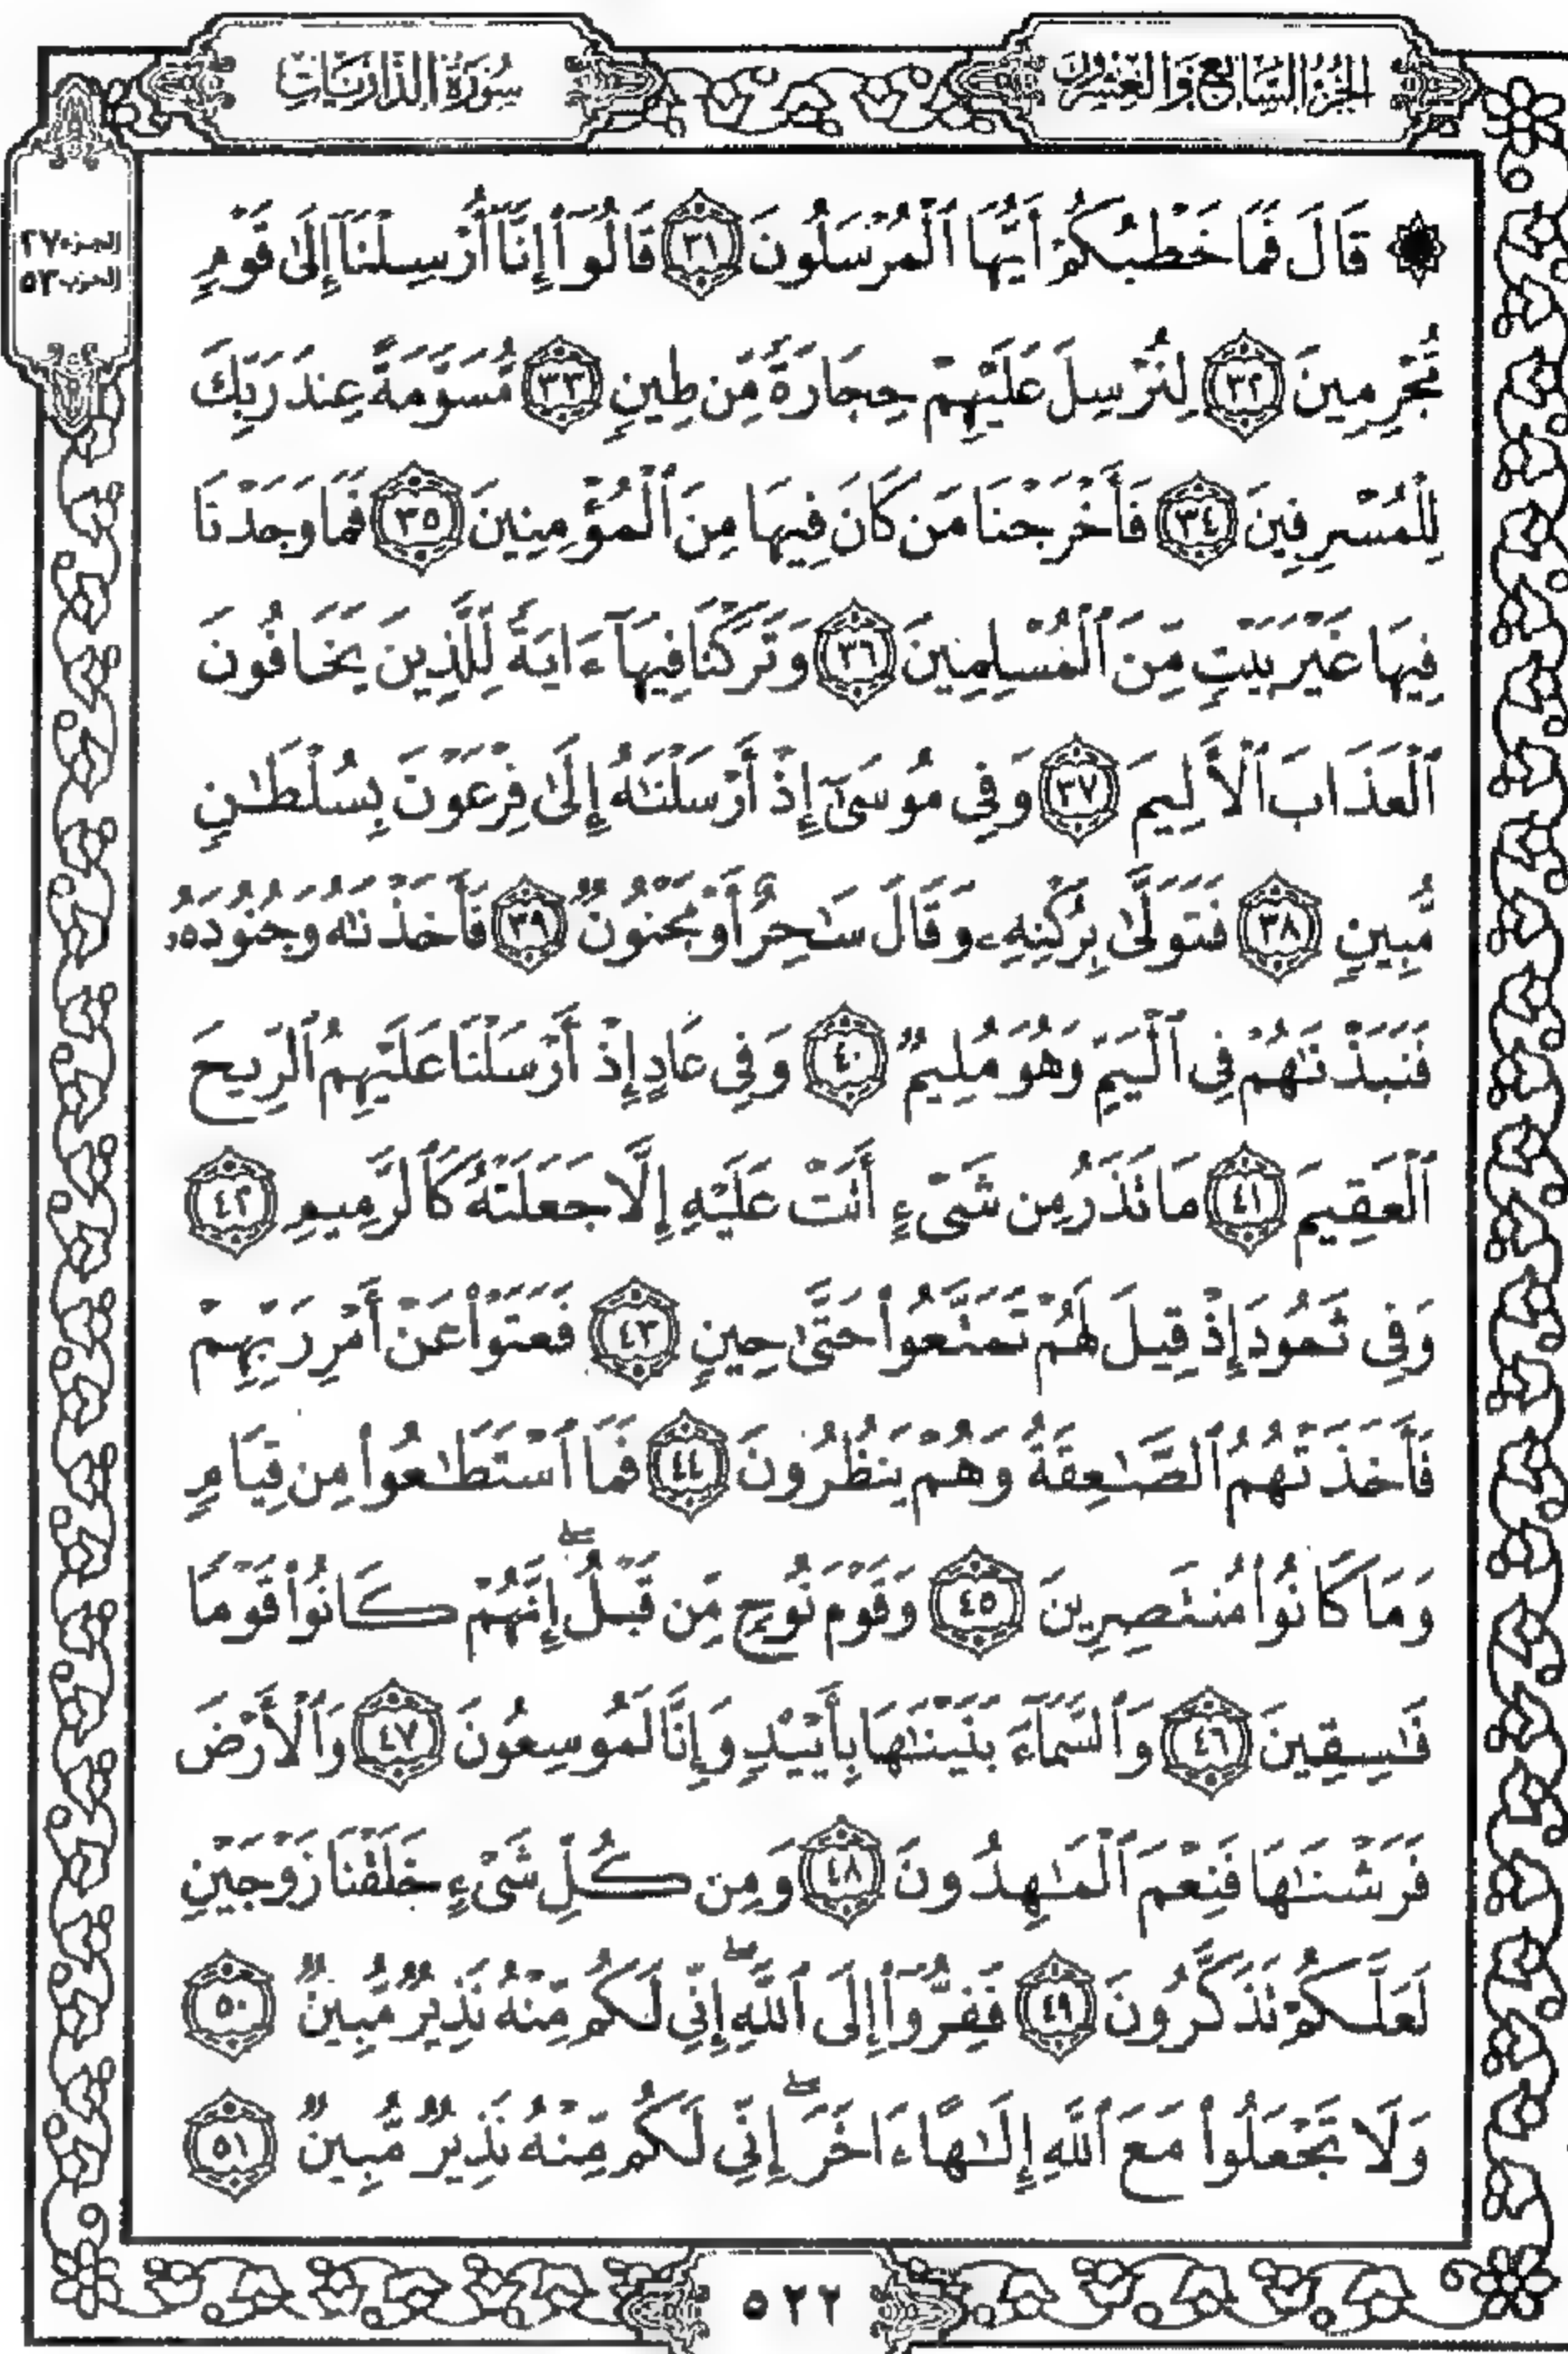 الجزء السابع والعشرون
سورة الذاريات
الجزء ٢٧
الحزب ٥٣
۞ قَالَ فَمَا خَطْبُكُمْ أَيُّهَا ٱلْمُرْسَلُونَ ٣١ قَالُوٓا۟ إِنَّآ أُرْسِلْنَآ إِلَىٰ قَوْمٍ
مُّجْرِمِينَ ٣٢ لِنُرْسِلَ عَلَيْهِمْ حِجَارَةً مِّن طِينٍ ٣٣ مُّسَوَّمَةً عِندَ رَبِّكَ
لِلْمُسْرِفِينَ ٣٤ فَأَخْرَجْنَا مَن كَانَ فِيهَا مِنَ ٱلْمُؤْمِنِينَ ٣٥ فَمَا وَجَدْنَا
فِيهَا غَيْرَ بَيْتٍ مِّنَ ٱلْمُسْلِمِينَ ٣٦ وَتَرَكْنَا فِيهَآ ءَايَةً لِّلَّذِينَ يَخَافُونَ
ٱلْعَذَابَ ٱلْأَلِيمَ ٣٧ وَفِى مُوسَىٰٓ إِذْ أَرْسَلْنَٰهُ إِلَىٰ فِرْعَوْنَ بِسُلْطَٰنٍ
مُّبِينٍ ٣٨ فَتَوَلَّىٰ بِرُكْنِهِۦ وَقَالَ سَٰحِرٌ أَوْ مَجْنُونٌ ٣٩ فَأَخَذْنَٰهُ وَجُنُودَهُۥ
فَنَبَذْنَٰهُمْ فِى ٱلْيَمِّ وَهُوَ مُلِيمٌ ٤٠ وَفِى عَادٍ إِذْ أَرْسَلْنَا عَلَيْهِمُ ٱلرِّيحَ
ٱلْعَقِيمَ ٤١ مَا تَذَرُ مِن شَىْءٍ أَتَتْ عَلَيْهِ إِلَّا جَعَلَتْهُ كَٱلرَّمِيمِ ٤٢
وَفِى ثَمُودَ إِذْ قِيلَ لَهُمْ تَمَتَّعُوا۟ حَتَّىٰ حِينٍ ٤٣ فَعَتَوْا۟ عَنْ أَمْرِ رَبِّهِمْ
فَأَخَذَتْهُمُ ٱلصَّٰعِقَةُ وَهُمْ يَنظُرُونَ ٤٤ فَمَا ٱسْتَطَٰعُوا۟ مِن قِيَامٍ
وَمَا كَانُوا۟ مُنتَصِرِينَ ٤٥ وَقَوْمَ نُوحٍ مِّن قَبْلُ ۖ إِنَّهُمْ كَانُوا۟ قَوْمًا
فَٰسِقِينَ ٤٦ وَٱلسَّمَآءَ بَنَيْنَٰهَا بِأَيْي۟دٍ وَإِنَّا لَمُوسِعُونَ ٤٧ وَٱلْأَرْضَ
فَرَشْنَٰهَا فَنِعْمَ ٱلْمَٰهِدُونَ ٤٨ وَمِن كُلِّ شَىْءٍ خَلَقْنَا زَوْجَيْنِ
لَعَلَّكُمْ تَذَكَّرُونَ ٤٩ فَفِرُّوٓا۟ إِلَى ٱللَّهِ ۖ إِنِّى لَكُم مِّنْهُ نَذِيرٌ مُّبِينٌ ٥٠
وَلَا تَجْعَلُوا۟ مَعَ ٱللَّهِ إِلَٰهًا ءَاخَرَ ۖ إِنِّى لَكُم مِّنْهُ نَذِيرٌ مُّبِينٌ ٥١
٥٢٢